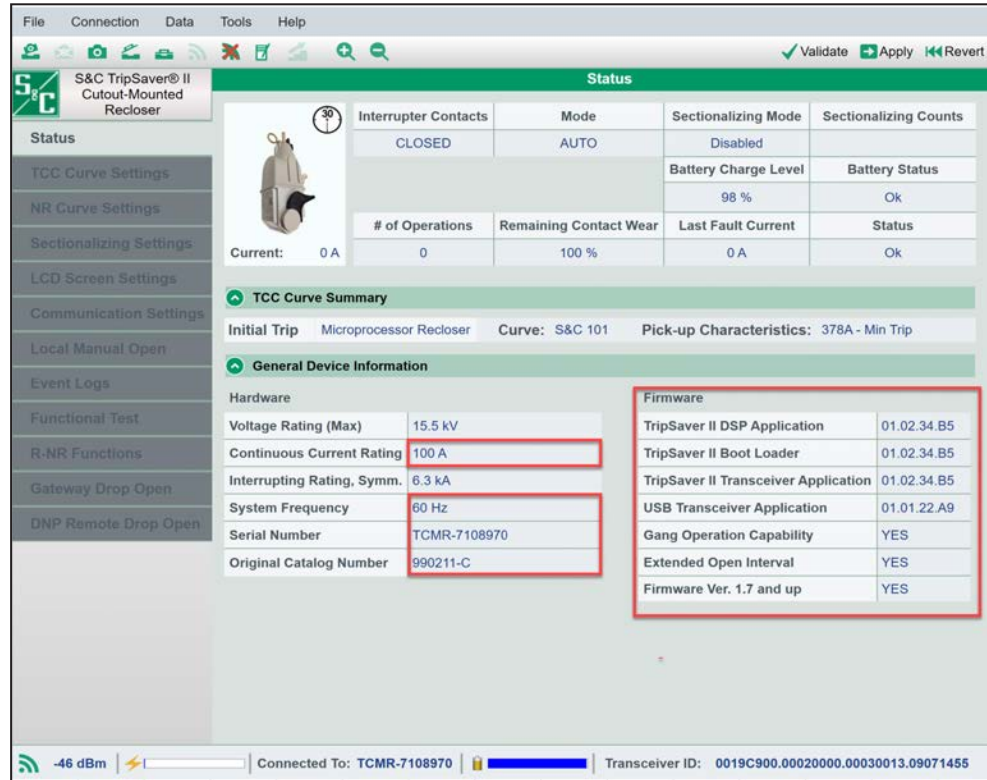 File Connection Data Tools Help
Validate Apply Revert
S&C
S&C TripSaver® II
Cutout-Mounted
Recloser
Status
TCC Curve Settings
NR Curve Settings
Sectionalizing Settings
LCD Screen Settings
Communication Settings
Local Manual Open
Event Logs
Functional Test
R-NR Functions
Gateway Drop Open
DNP Remote Drop Open
Status
30
Interrupter Contacts Mode Sectionalizing Mode Sectionalizing Counts
CLOSED AUTO Disabled
Battery Charge Level Battery Status
98 % Ok
# of Operations Remaining Contact Wear Last Fault Current Status
Current: 0 A 0 100 % 0 A Ok
TCC Curve Summary
Initial Trip Microprocessor Recloser Curve: S&C 101 Pick-up Characteristics: 378A - Min Trip
General Device Information
Hardware
Voltage Rating (Max) 15.5 kV
Continuous Current Rating 100 A
Interrupting Rating, Symm. 6.3 kA
System Frequency 60 Hz
Serial Number TCMR-7108970
Original Catalog Number 990211-C
Firmware
TripSaver II DSP Application 01.02.34.B5
TripSaver II Boot Loader 01.02.34.B5
TripSaver II Transceiver Application 01.02.34.B5
USB Transceiver Application 01.01.22.A9
Gang Operation Capability YES
Extended Open Interval YES
Firmware Ver. 1.7 and up YES
-46 dBm Connected To: TCMR-7108970 Transceiver ID: 0019C900.00020000.00030013.09071455